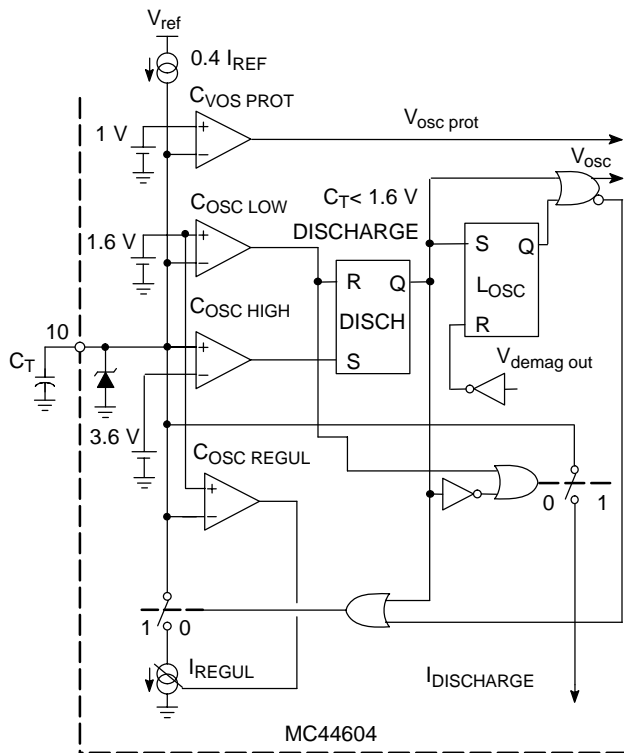 Vref
0.4 IREF
CVOS PROT
1 V
+
−
Vosc prot
Vosc
COSC LOW
CT< 1.6 V
DISCHARGE
1.6 V
+
−
R
Q
DISCH
S
S
Q
LOSC
R
COSC HIGH
10
CT
+
−
Vdemag out
3.6 V
COSC REGUL
+
−
0
1
1
0
IREGUL
IDISCHARGE
MC44604